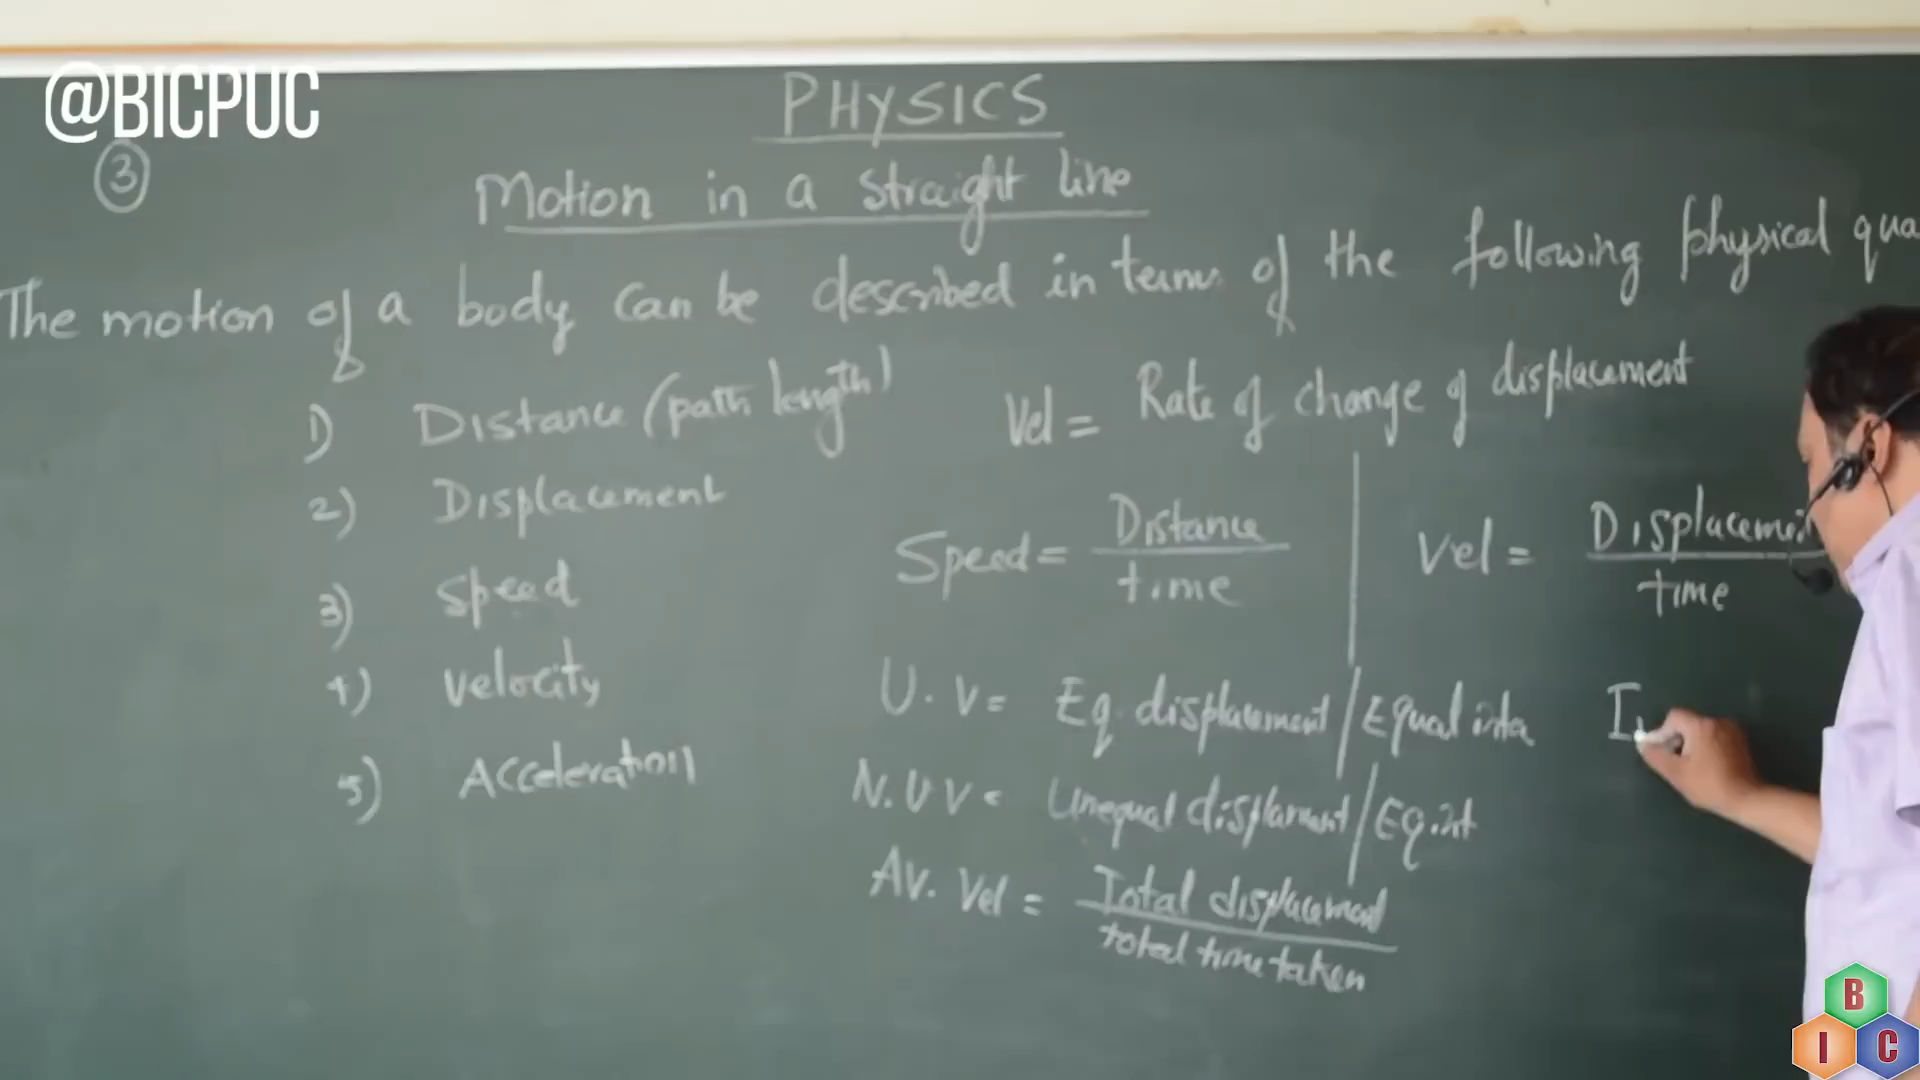 @BICPUC
3
PHYSICS
Motion in a straight line
The motion of a body can be described in terms of the following physical qua
1) Distance (path length)
2) Displacement
3) Speed
4) Velocity
5) Acceleration
Vel = Rate of change of displacement
Speed = Distance / time
Vel = Displacemen / time
U. V = Eq. displacement / Equal inter
N. U V = Unequal displament / Eq. int
Av. Vel = Total displacement / total time taken
I
B
I C